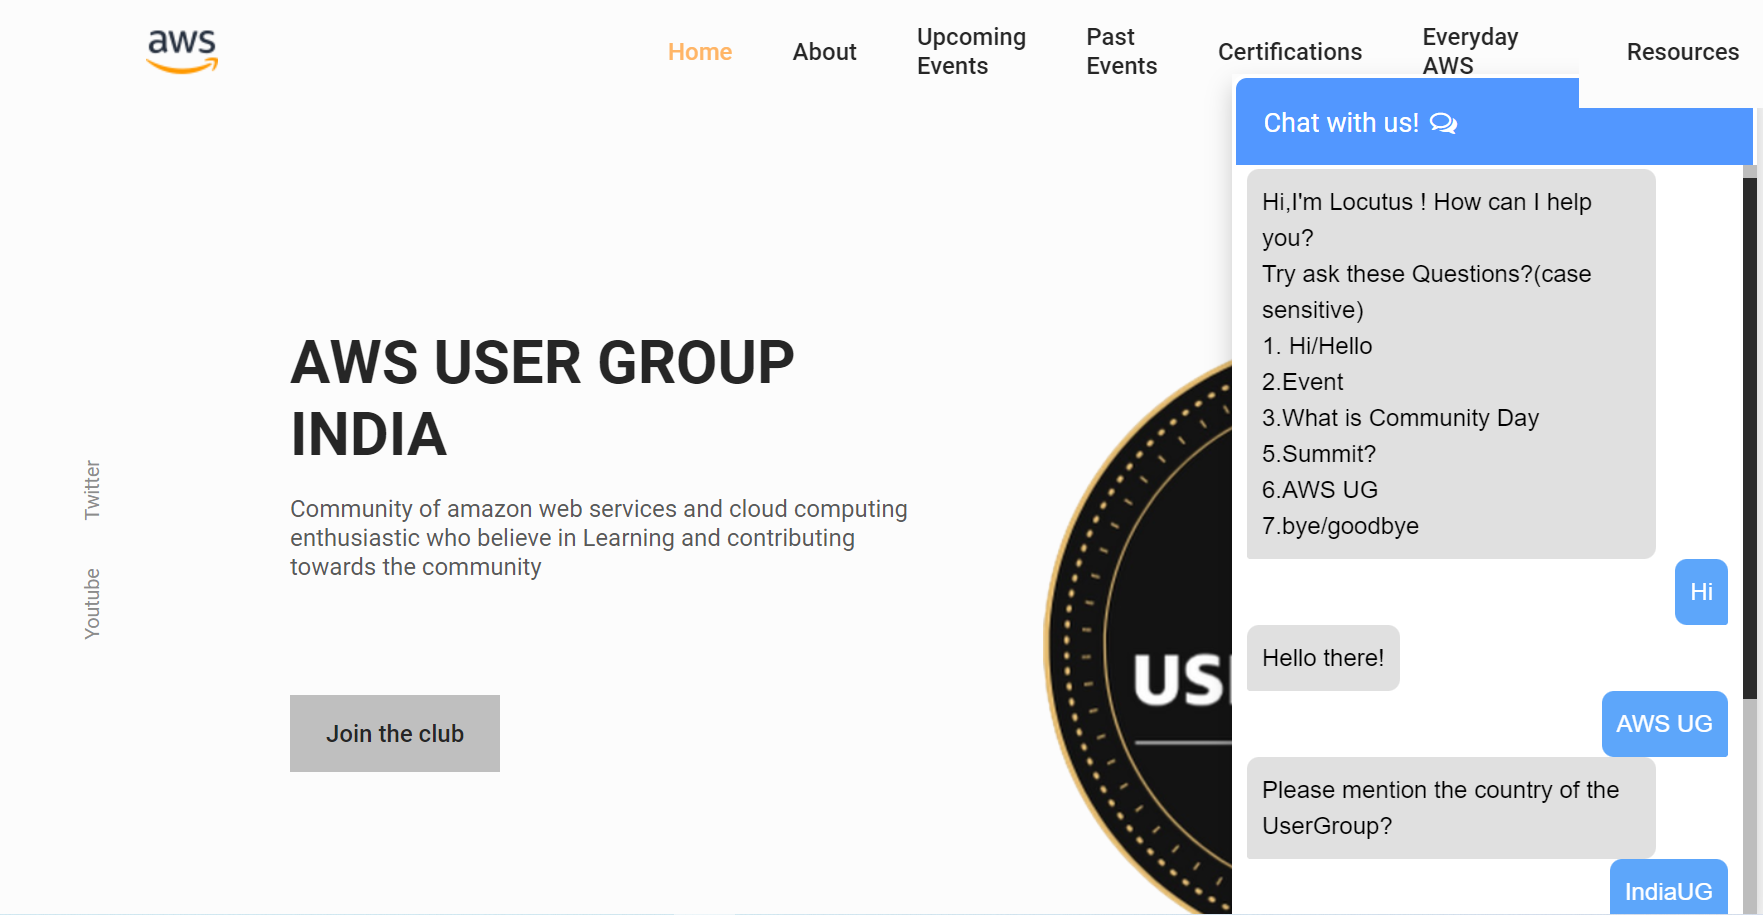 aws
Home
About
Upcoming
Events
Past
Events
Certifications
Everyday
AWS
Resources
Twitter
Youtube
AWS USER GROUP
INDIA
Community of amazon web services and cloud computing
enthusiastic who believe in Learning and contributing
towards the community
Join the club
US
Chat with us!
Hi,I'm Locutus ! How can I help
you?
Try ask these Questions?(case
sensitive)
1. Hi/Hello
2.Event
3.What is Community Day
5.Summit?
6.AWS UG
7.bye/goodbye
Hi
Hello there!
AWS UG
Please mention the country of the
UserGroup?
IndiaUG